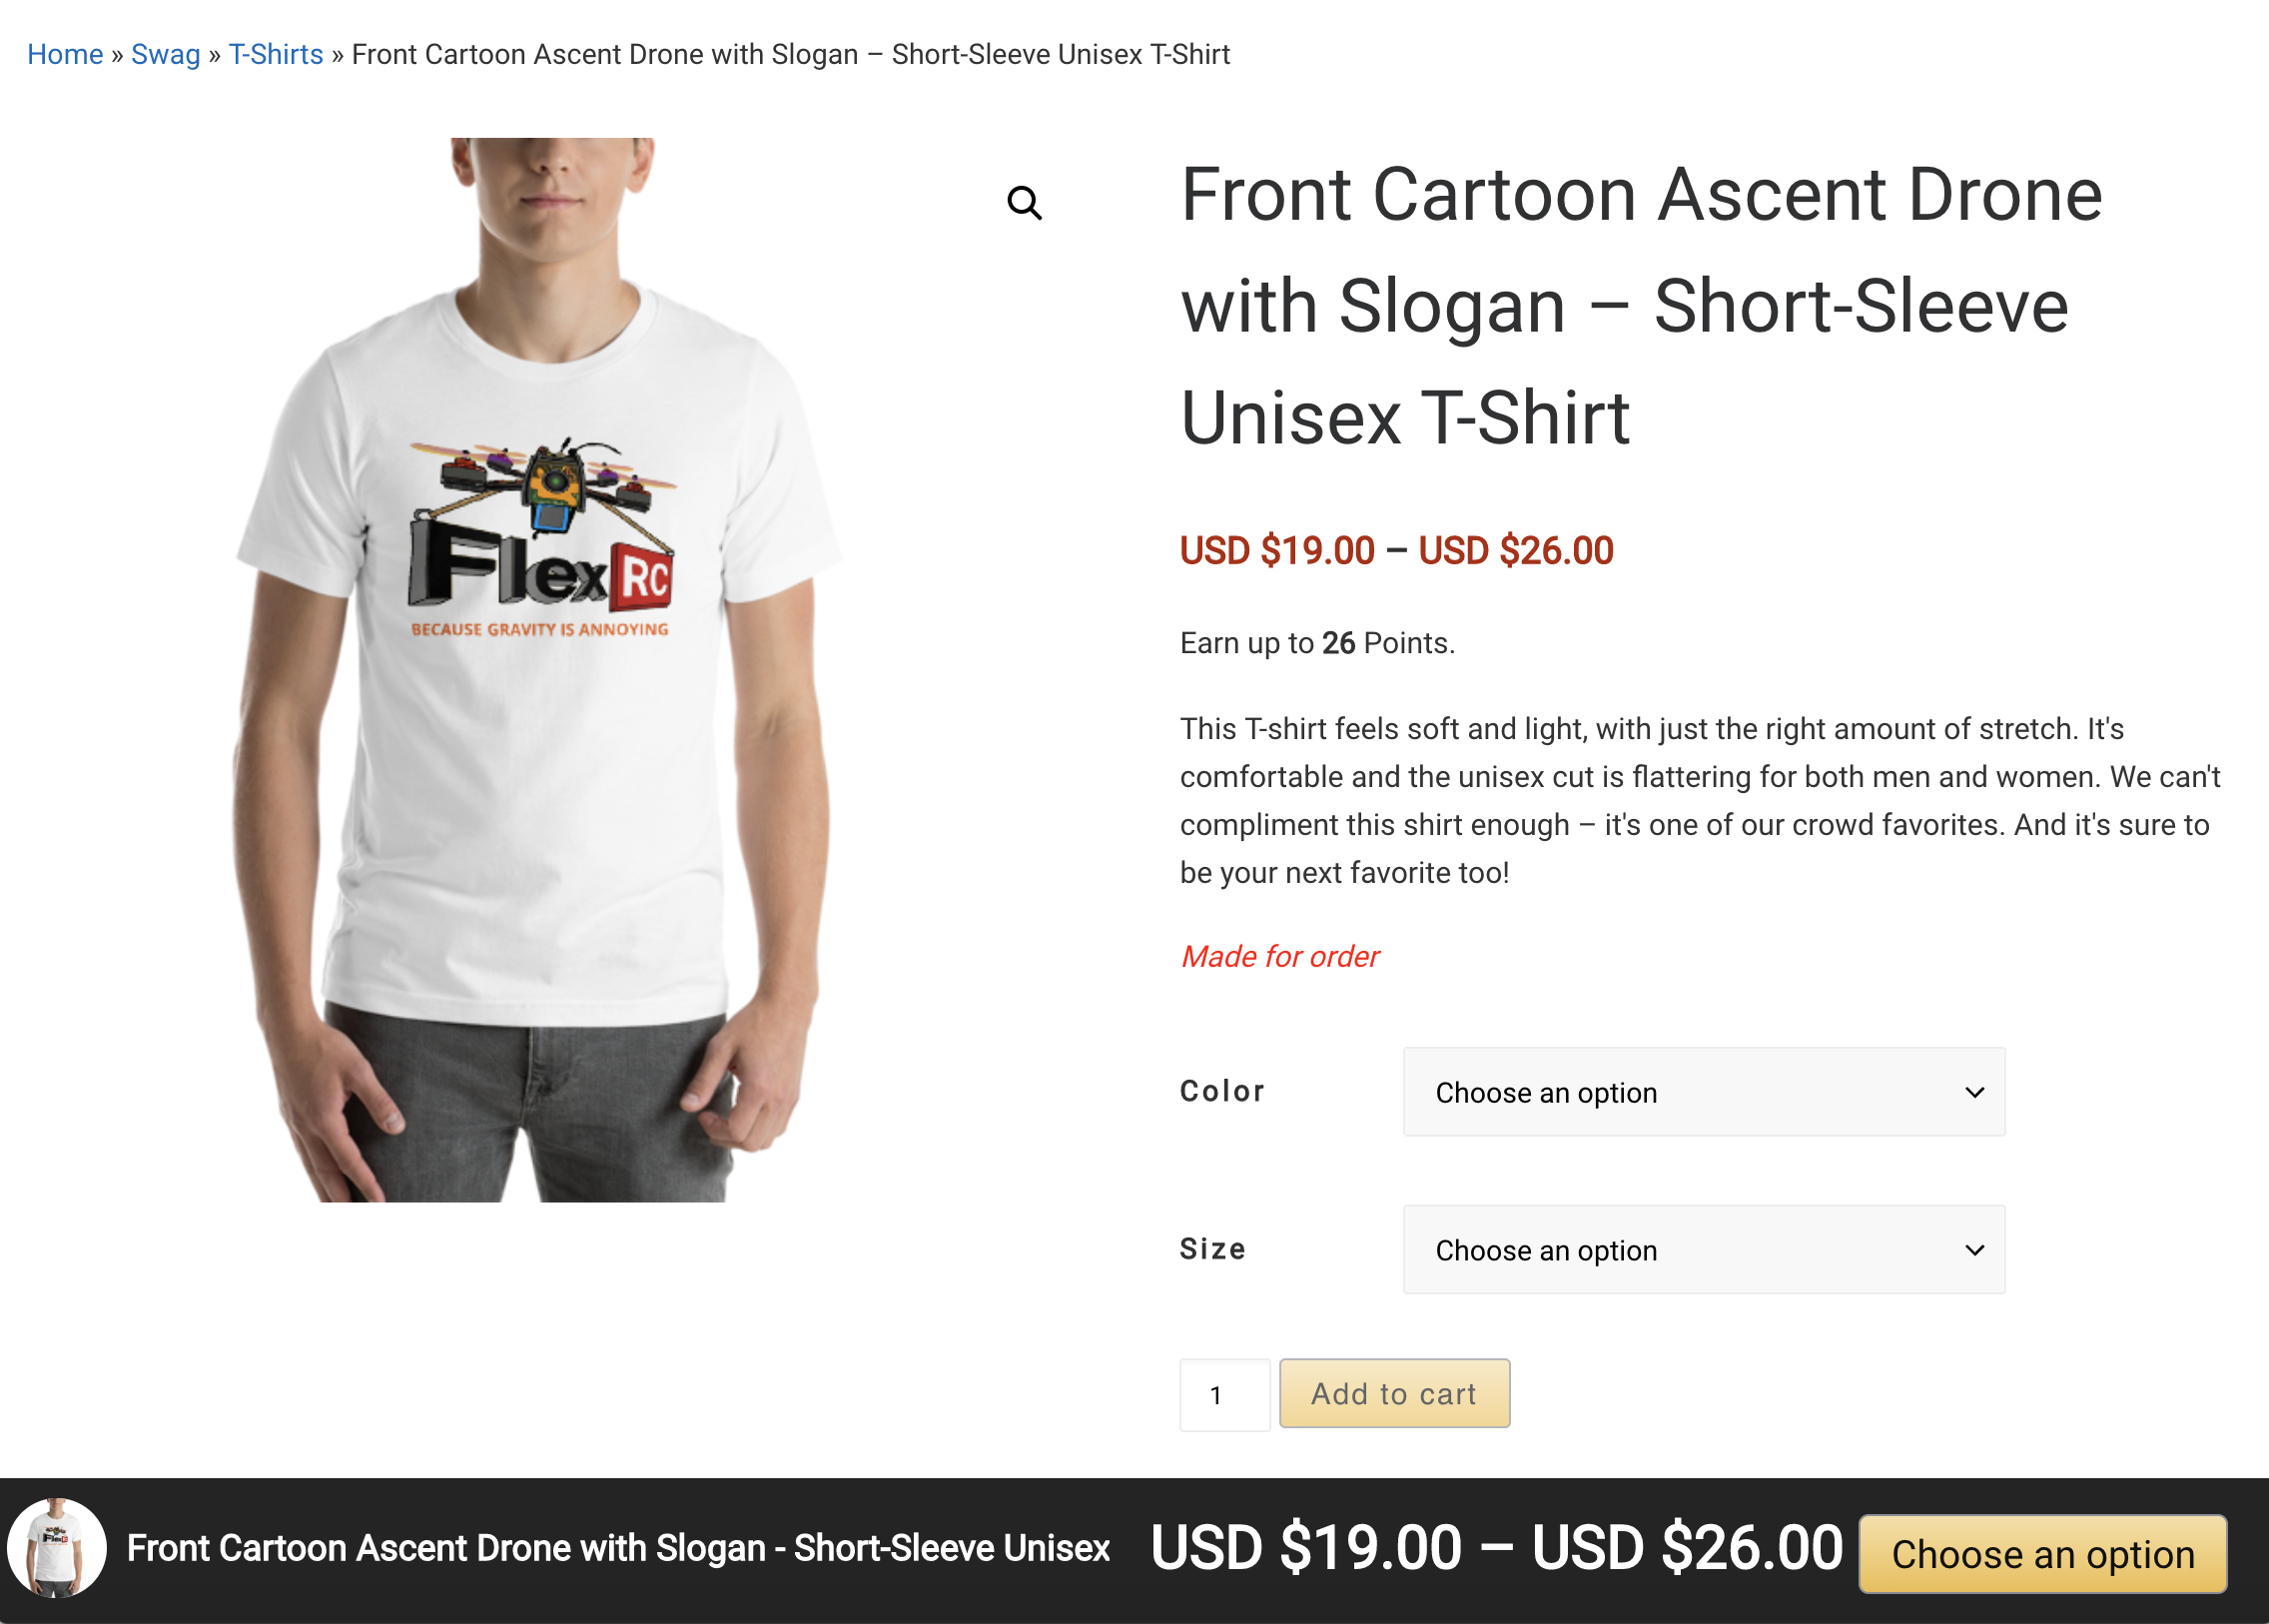 Home » Swag » T-Shirts » Front Cartoon Ascent Drone with Slogan – Short-Sleeve Unisex T-Shirt
Flex RC
BECAUSE GRAVITY IS ANNOYING
Front Cartoon Ascent Drone
with Slogan – Short-Sleeve
Unisex T-Shirt
USD $19.00 – USD $26.00
Earn up to 26 Points.
This T-shirt feels soft and light, with just the right amount of stretch. It's
comfortable and the unisex cut is flattering for both men and women. We can't
compliment this shirt enough – it's one of our crowd favorites. And it's sure to
be your next favorite too!
Made for order
Color Choose an option
Size Choose an option
1 Add to cart
Front Cartoon Ascent Drone with Slogan - Short-Sleeve Unisex USD $19.00 – USD $26.00 Choose an option